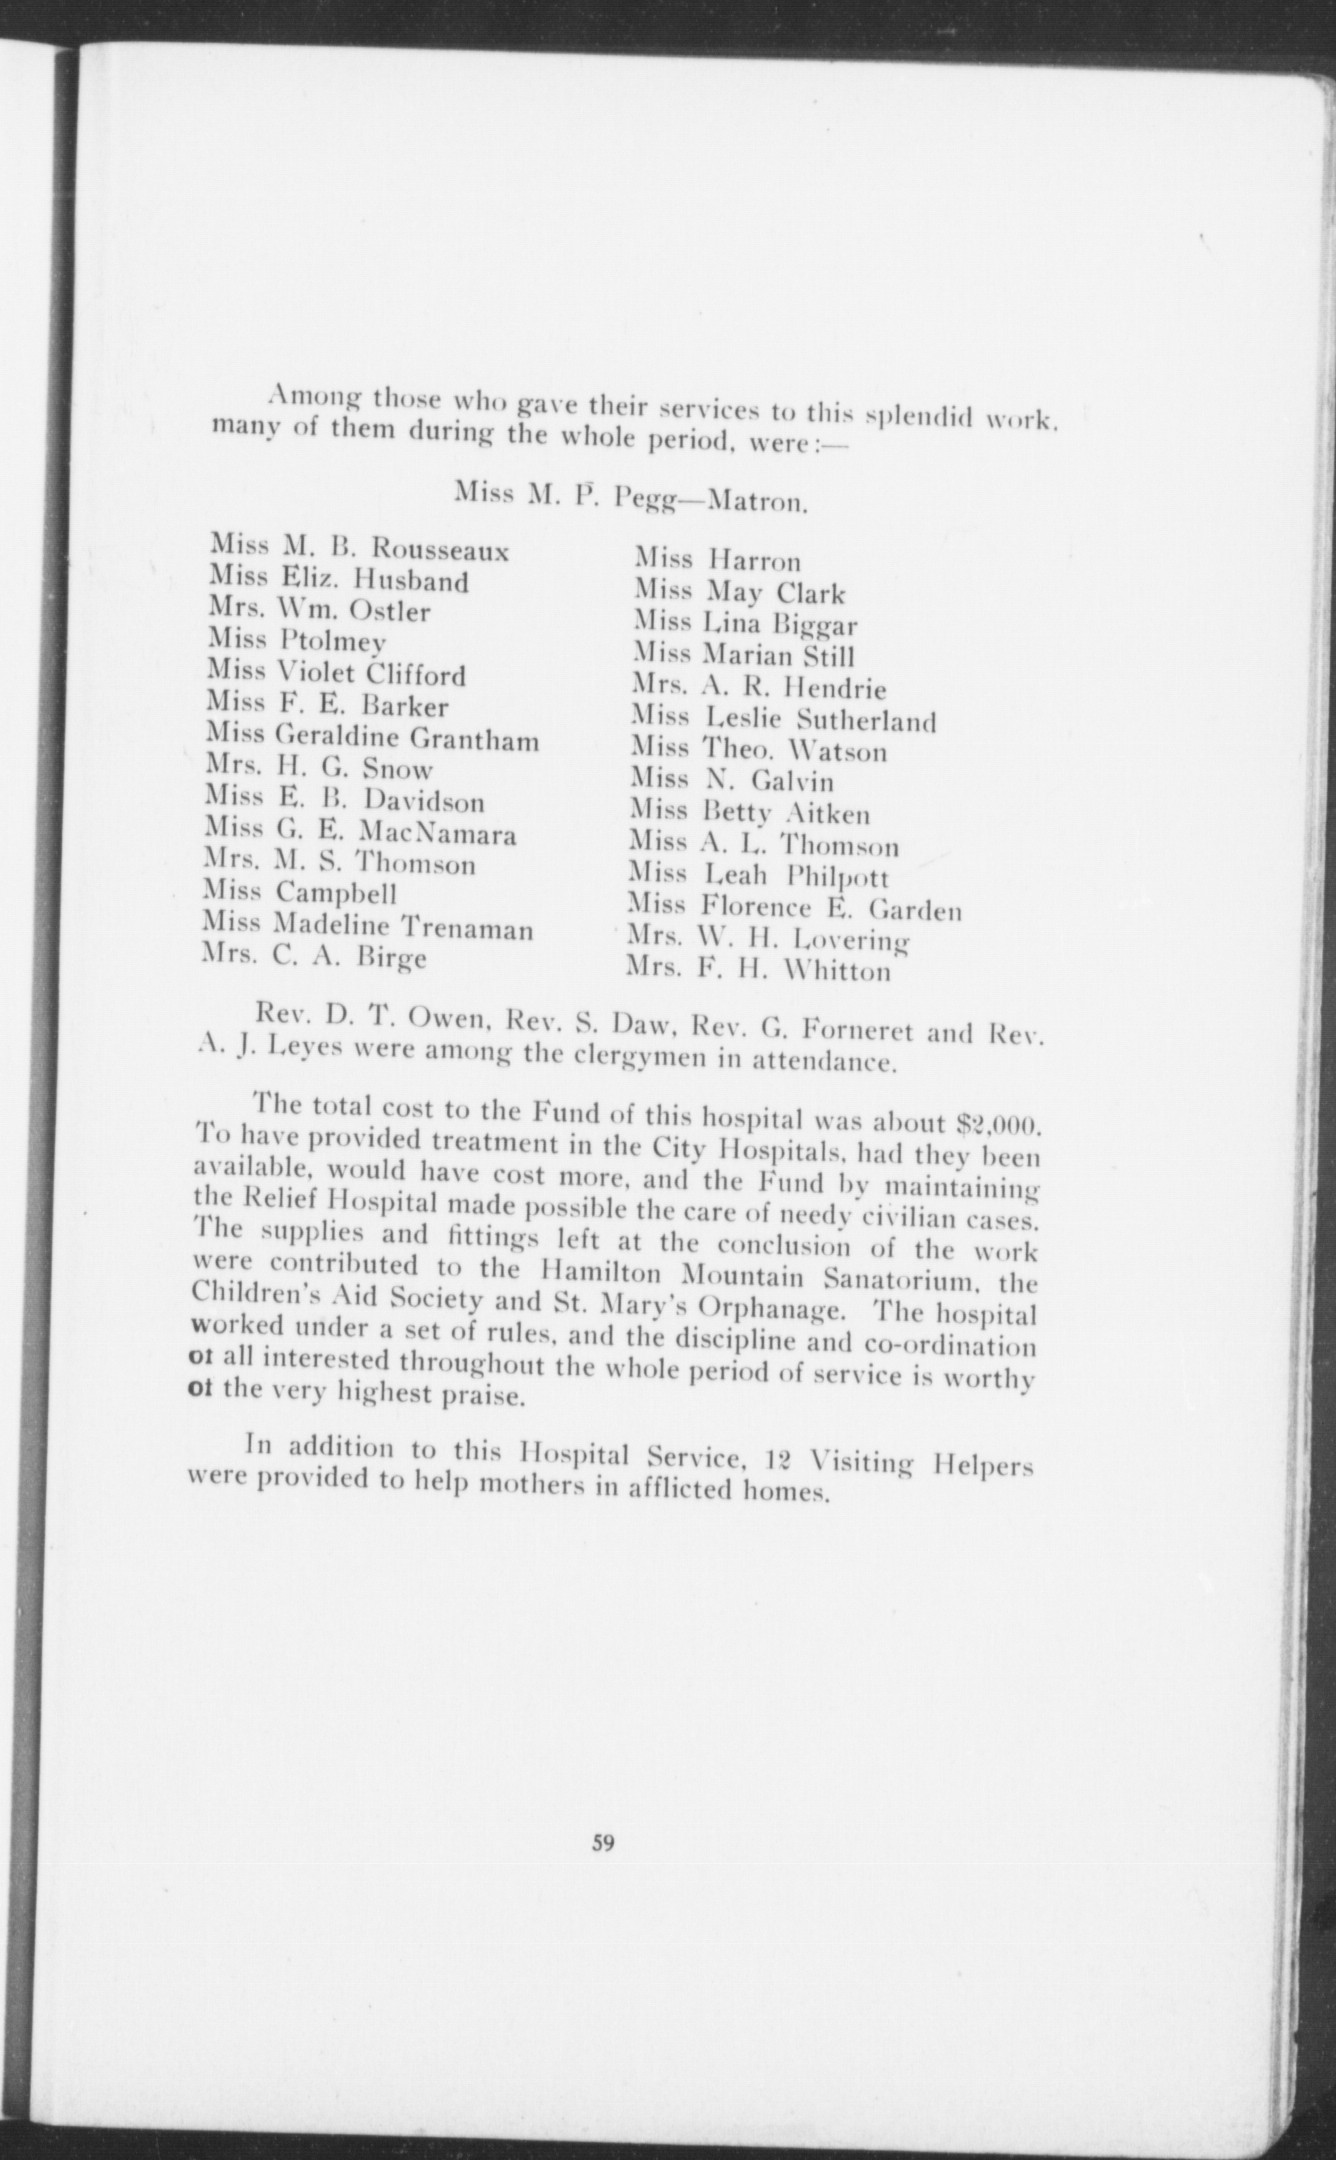 Among those who gave their services to this splendid work,
many of them during the whole period, were:—
Miss M. P. Pegg—Matron.
Miss M. B. Rousseaux
Miss Eliz. Husband
Mrs. Wm. Ostler
Miss Ptolmey
Miss Violet Clifford
Miss F. E. Barker
Miss Geraldine Grantham
Mrs. H. G. Snow
Miss E. B. Davidson
Miss G. E. MacNamara
Mrs. M. S. Thomson
Miss Campbell
Miss Madeline Trenaman
Mrs. C. A. Birge
Miss Harron
Miss May Clark
Miss Lina Biggar
Miss Marian Still
Mrs. A. R. Hendrie
Miss Leslie Sutherland
Miss Theo. Watson
Miss N. Galvin
Miss Betty Aitken
Miss A. L. Thomson
Miss Leah Philpott
Miss Florence E. Garden
Mrs. W. H. Lovering
Mrs. F. H. Whitton
Rev. D. T. Owen, Rev. S. Daw, Rev. G. Forneret and Rev.
A. J. Leyes were among the clergymen in attendance.
The total cost to the Fund of this hospital was about $2,000.
To have provided treatment in the City Hospitals, had they been
available, would have cost more, and the Fund by maintaining
the Relief Hospital made possible the care of needy civilian cases.
The supplies and fittings left at the conclusion of the work
were contributed to the Hamilton Mountain Sanatorium, the
Children's Aid Society and St. Mary's Orphanage. The hospital
worked under a set of rules, and the discipline and co-ordination
of all interested throughout the whole period of service is worthy
of the very highest praise.
In addition to this Hospital Service, 12 Visiting Helpers
were provided to help mothers in afflicted homes.
59